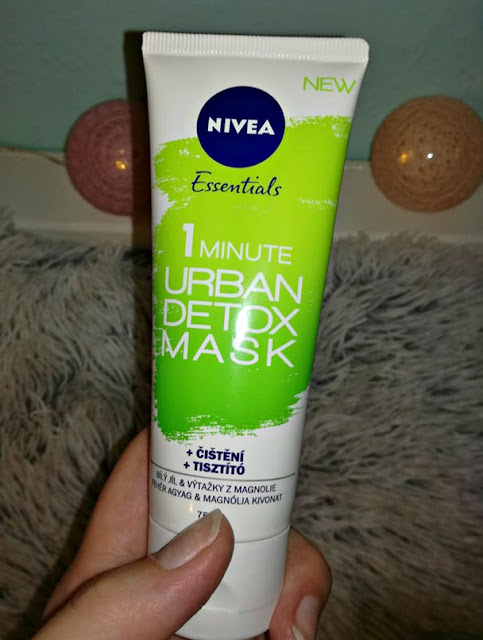 NEW
NIVEA
Essentials
1 MINUTE
URBAN
DETOX
MASK
+ ČIŠTĚNÍ
+ TISZTÍTÓ
BÍLÝ JÍL & VÝTAŽKY Z MAGNOLIE
FEHÉR AGYAG & MAGNÓLIA KIVONAT